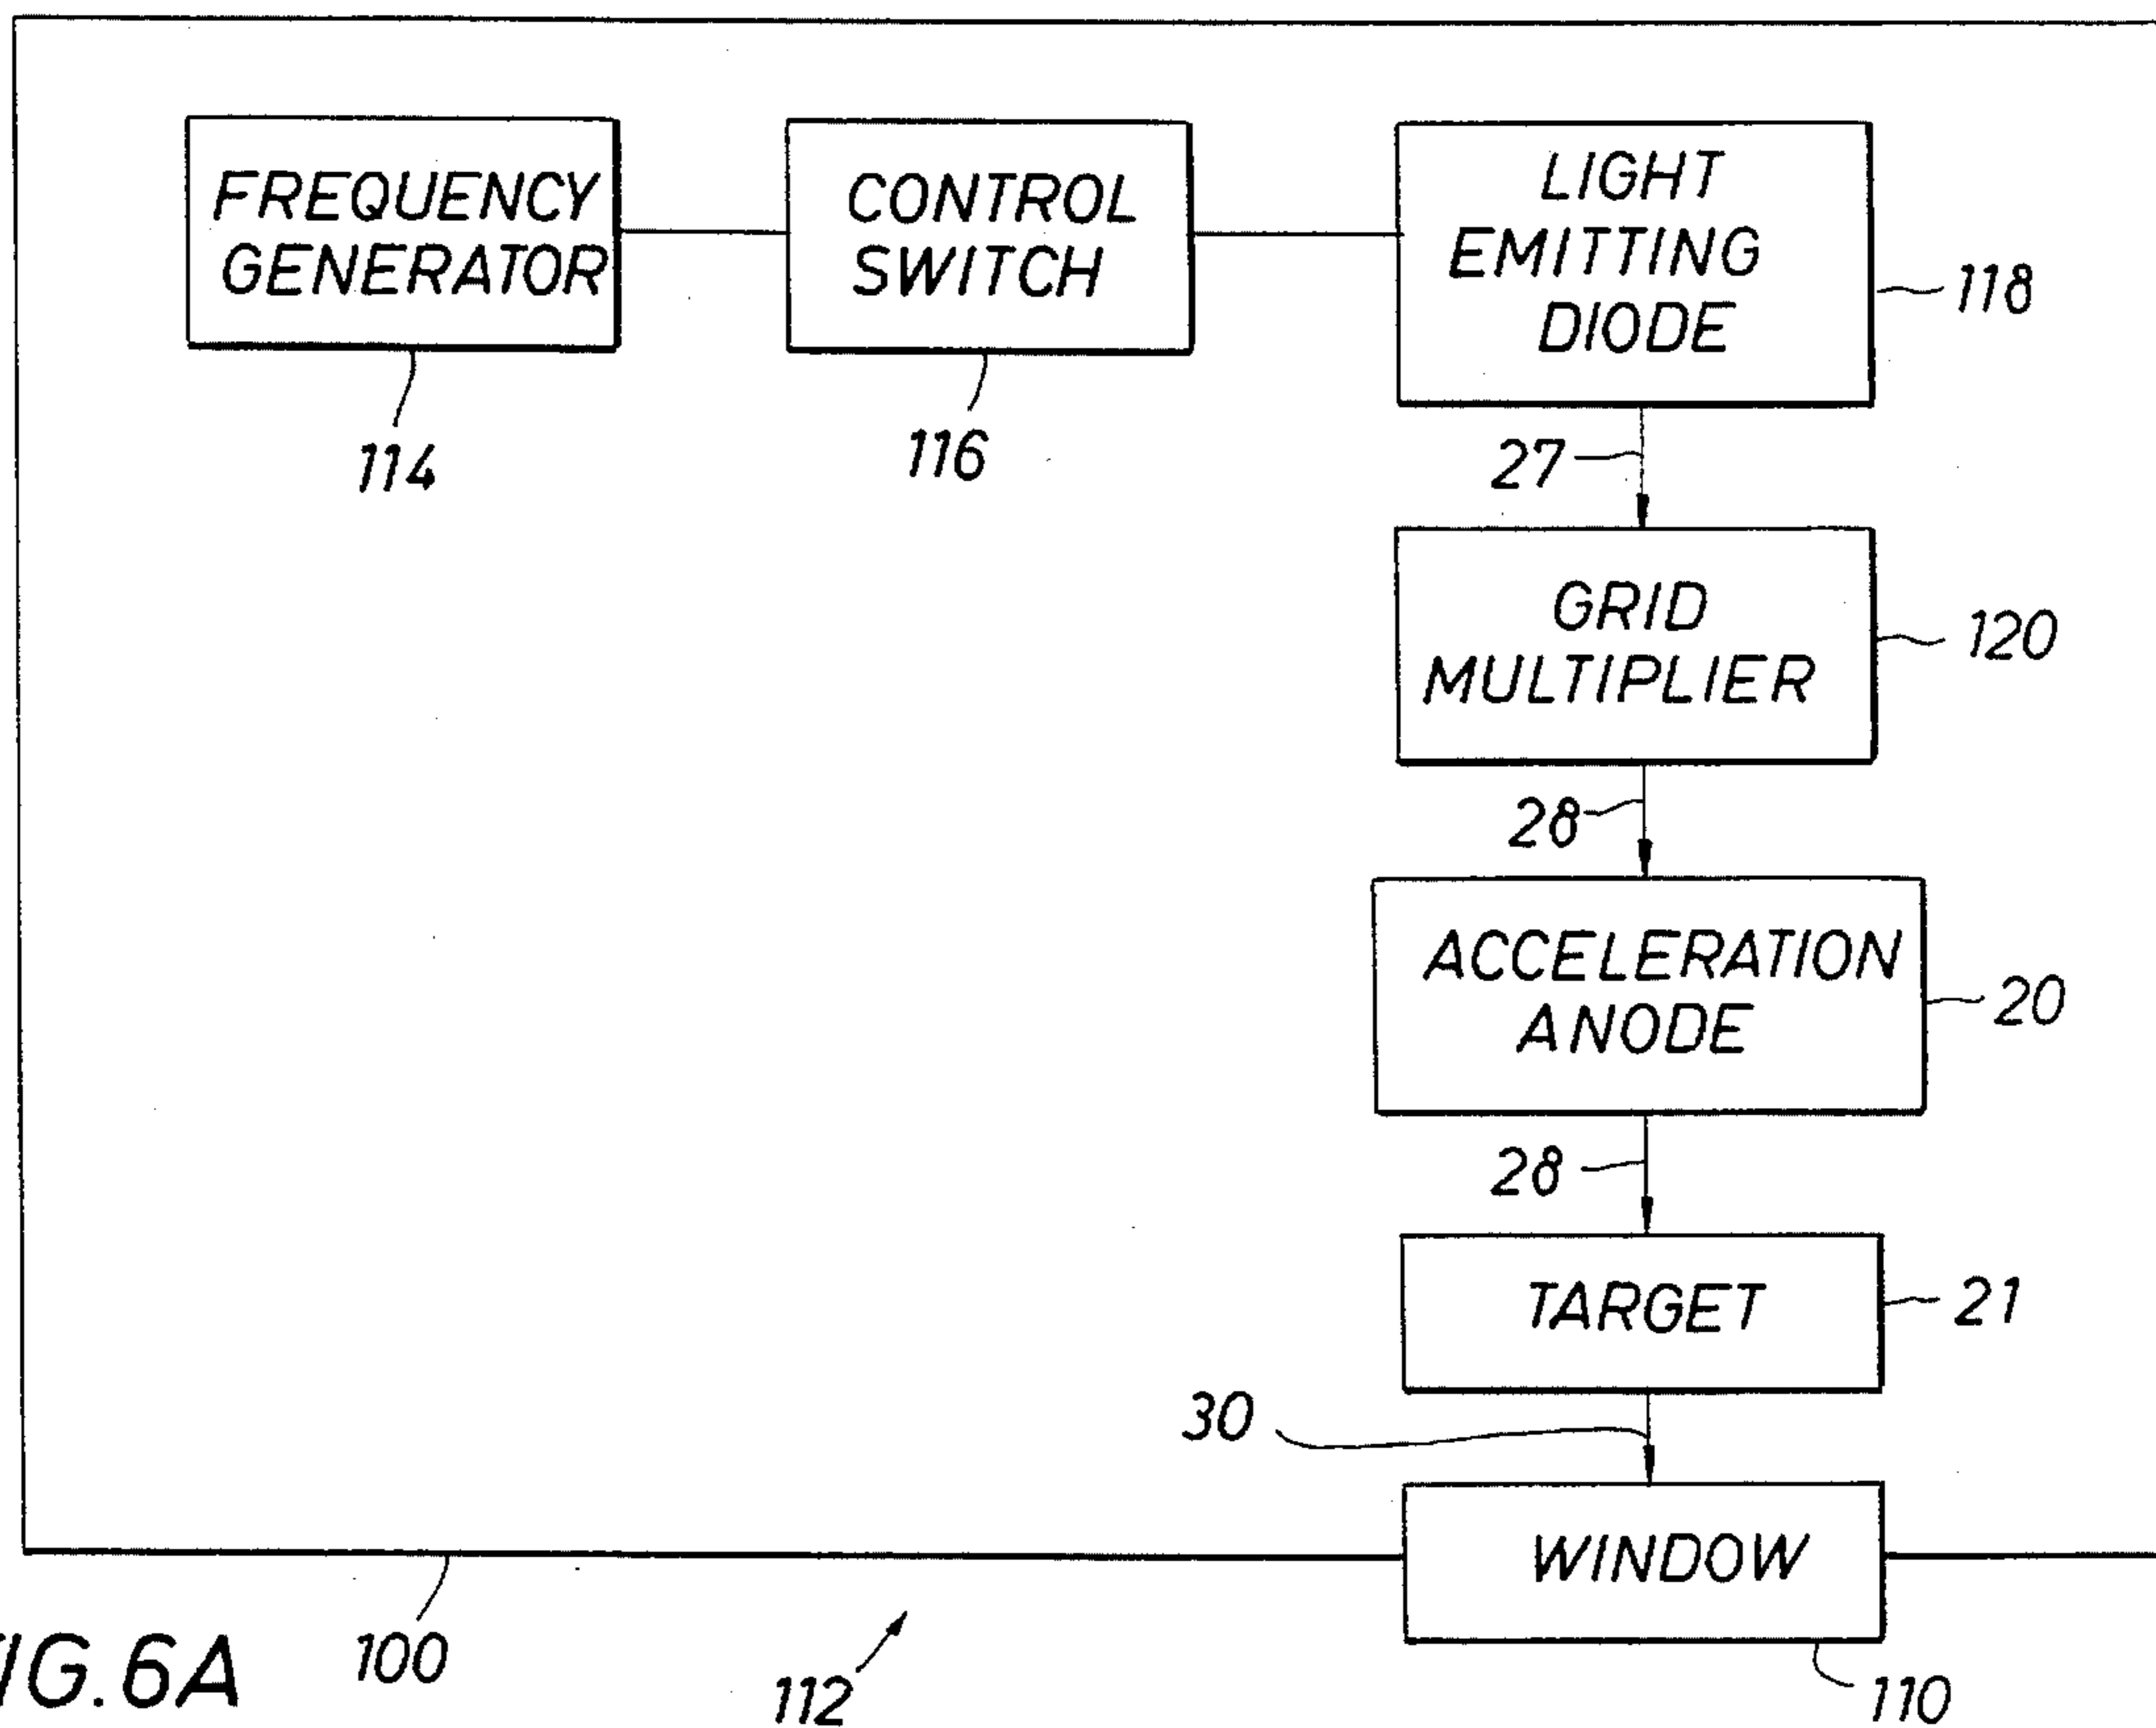 FREQUENCY
GENERATOR
114
CONTROL
SWITCH
116
LIGHT
EMITTING
DIODE
118
27
GRID
MULTIPLIER
120
28
ACCELERATION
ANODE
20
28
TARGET
21
30
WINDOW
110
100
112
IG.6A